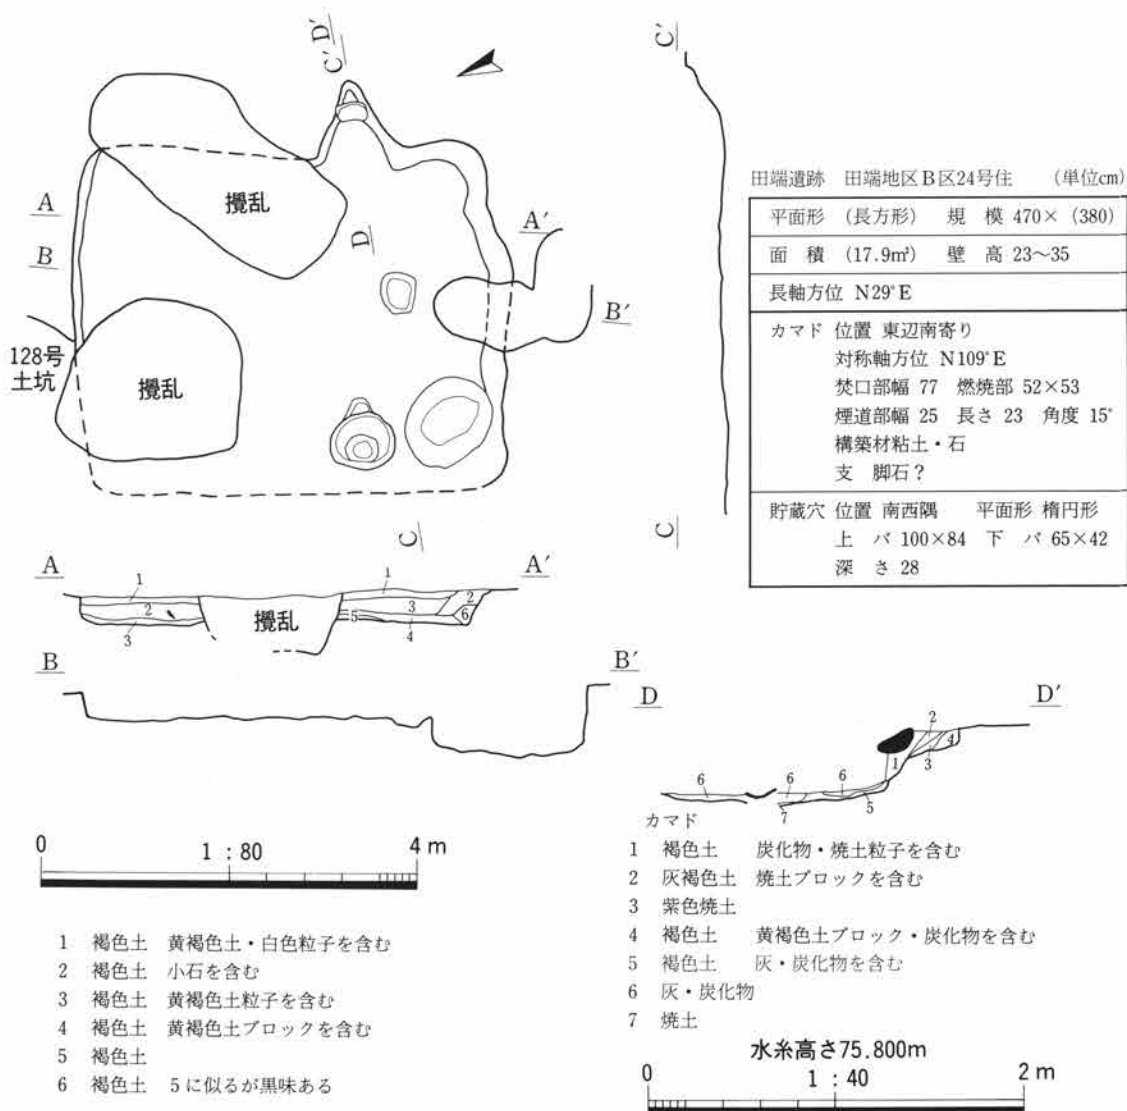 D′
C′
C′
攪乱
A
A′
D
B
B′
128号
土坑
攪乱
C
C
A
A′
1
1
2
3
2
攪乱
5
6
3
4
B
B′
D
D′
2
4
1
3
6
6
6
5
7
田端遺跡 田端地区B区24号住 (単位cm)
平面形 (長方形) 規 模 470×(380)
面 積 (17.9㎡) 壁 高 23〜35
長軸方位 N29°E
カマド 位置 東辺南寄り
対称軸方位 N109°E
焚口部幅 77 燃焼部 52×53
煙道部幅 25 長さ 23 角度 15°
構築材粘土・石
支 脚石?
貯蔵穴 位置 南西隅 平面形 楕円形
上 バ 100×84 下 バ 65×42
深 さ 28
0 1:80 4m
1 褐色土 黄褐色土・白色粒子を含む
2 褐色土 小石を含む
3 褐色土 黄褐色土粒子を含む
4 褐色土 黄褐色土ブロックを含む
5 褐色土
6 褐色土 5に似るが黒味ある
カマド
1 褐色土 炭化物・焼土粒子を含む
2 灰褐色土 焼土ブロックを含む
3 紫色焼土
4 褐色土 黄褐色土ブロック・炭化物を含む
5 褐色土 灰・炭化物を含む
6 灰・炭化物
7 焼土
水糸高さ75.800m
0 1:40 2m